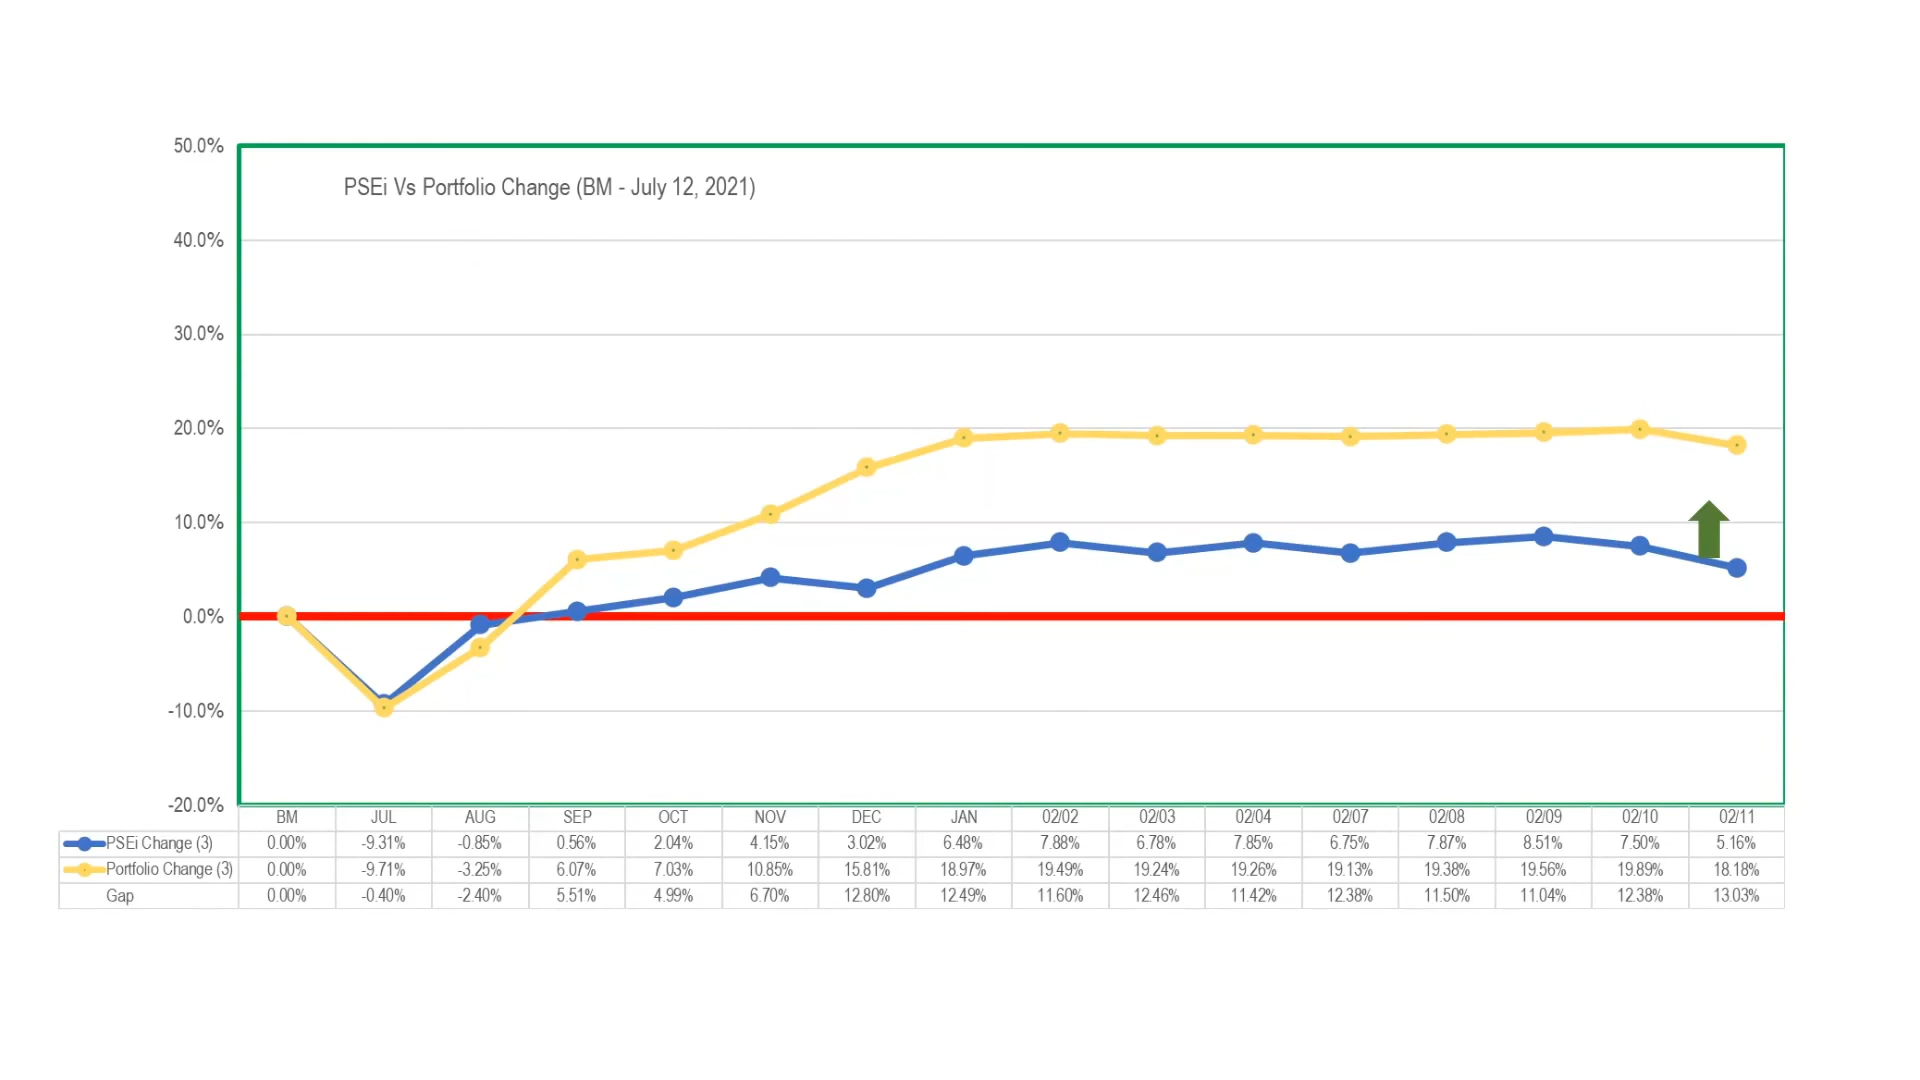 50.0%
PSEi Vs Portfolio Change (BM - July 12, 2021)
40.0%
30.0%
20.0%
10.0%
0.0%
-10.0%
-20.0%
BM JUL AUG SEP OCT NOV DEC JAN 02/02 02/03 02/04 02/07 02/08 02/09 02/10 02/11
PSEi Change (3) 0.00% -9.31% -0.85% 0.56% 2.04% 4.15% 3.02% 6.48% 7.88% 6.78% 7.85% 6.75% 7.87% 8.51% 7.50% 5.16%
Portfolio Change (3) 0.00% -9.71% -3.25% 6.07% 7.03% 10.85% 15.81% 18.97% 19.49% 19.24% 19.26% 19.13% 19.38% 19.56% 19.89% 18.18%
Gap 0.00% -0.40% -2.40% 5.51% 4.99% 6.70% 12.80% 12.49% 11.60% 12.46% 11.42% 12.38% 11.50% 11.04% 12.38% 13.03%